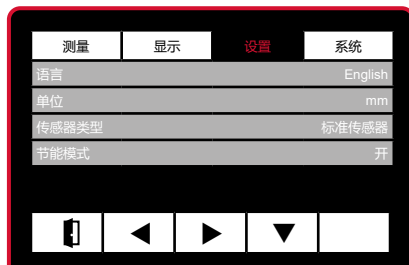 测量 显示 设置 系统
语言 English
单位 mm
传感器类型 标准传感器
节能模式 开